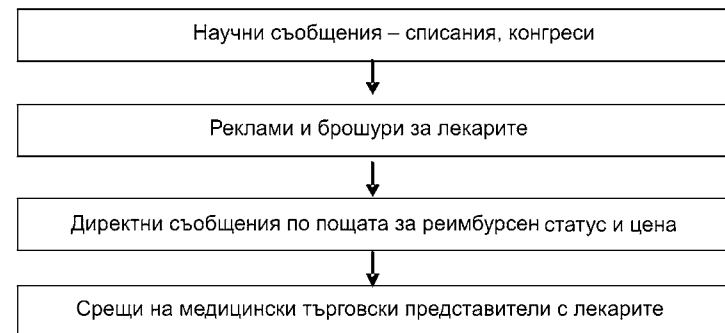 Научни съобщения – списания, конгреси
Реклами и брошури за лекарите
Директни съобщения по пощата за реимбурсен статус и цена
Срещи на медицински търговски представители с лекарите